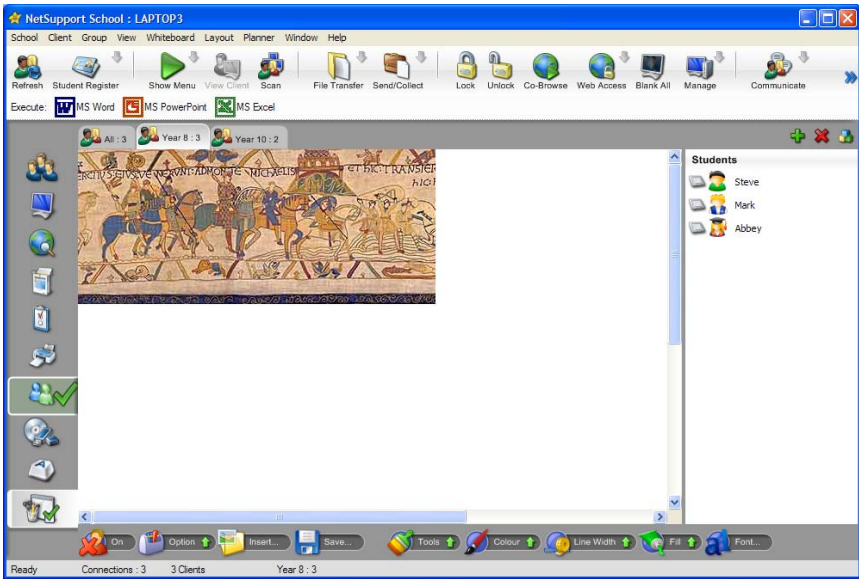 NetSupport School : LAPTOP3
School Client Group View Whiteboard Layout Planner Window Help
Refresh Student Register Show Menu View Client Scan File Transfer Send/Collect Lock Unlock Co-Browse Web Access Blank All Manage Communicate
Execute: MS Word MS PowerPoint MS Excel
All : 3 Year 8 : 3 Year 10 : 2
ET hIC: TRANSIER
Students
Steve
Mark
Abbey
On Option Insert... Save... Tools Colour Line Width Fill Font...
Ready Connections : 3 3 Clients Year 8 : 3